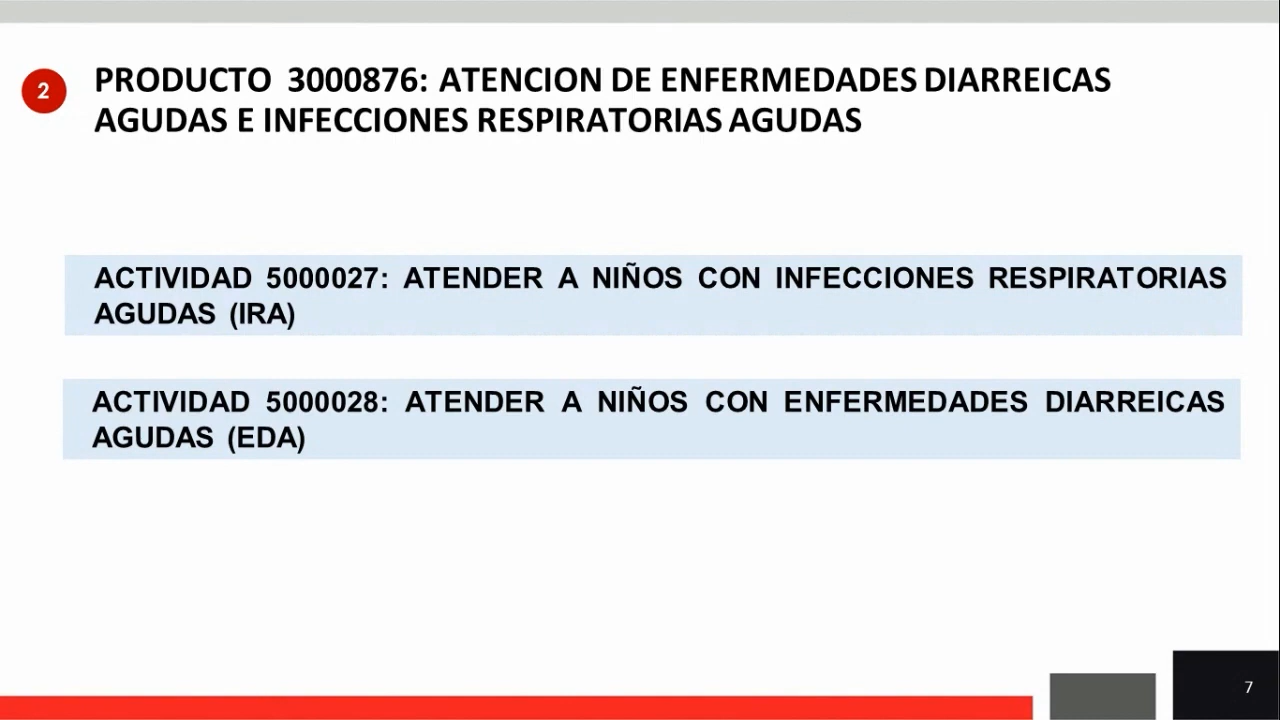 2
PRODUCTO 3000876: ATENCION DE ENFERMEDADES DIARREICAS
AGUDAS E INFECCIONES RESPIRATORIAS AGUDAS
ACTIVIDAD 5000027: ATENDER A NIÑOS CON INFECCIONES RESPIRATORIAS
AGUDAS (IRA)
ACTIVIDAD 5000028: ATENDER A NIÑOS CON ENFERMEDADES DIARREICAS
AGUDAS (EDA)
7